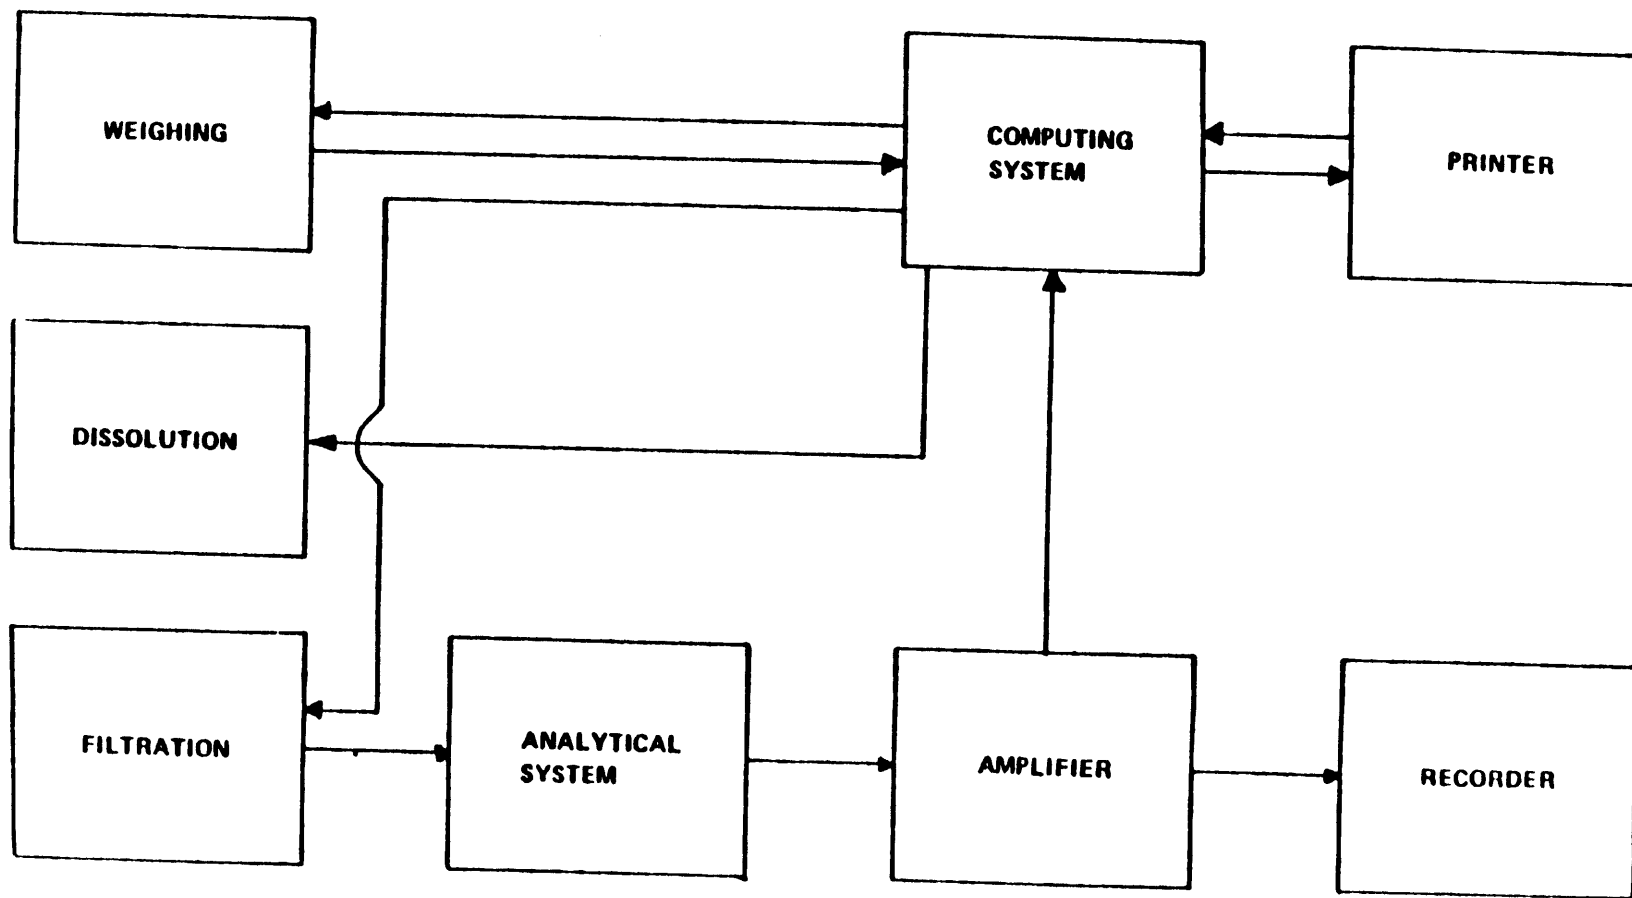 WEIGHING
COMPUTING
SYSTEM
PRINTER
DISSOLUTION
FILTRATION
ANALYTICAL
SYSTEM
AMPLIFIER
RECORDER